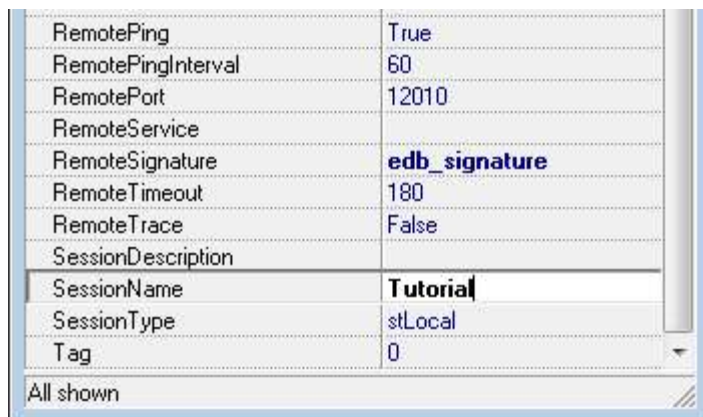 RemotePing True
RemotePingInterval 60
RemotePort 12010
RemoteService
RemoteSignature edb_signature
RemoteTimeout 180
RemoteTrace False
SessionDescription
SessionName Tutorial
SessionType stLocal
Tag 0
All shown